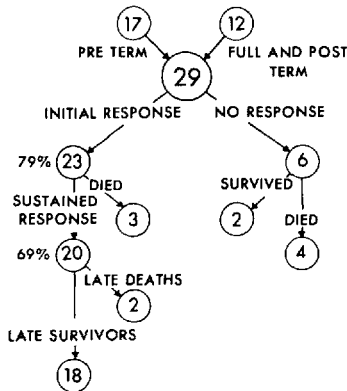 17 12
PRE TERM FULL AND POST
TERM
29
INITIAL RESPONSE NO RESPONSE
79% 23 6
DIED SURVIVED
SUSTAINED
RESPONSE 3 2 DIED
69% 20 4
LATE DEATHS
2
LATE SURVIVORS
18